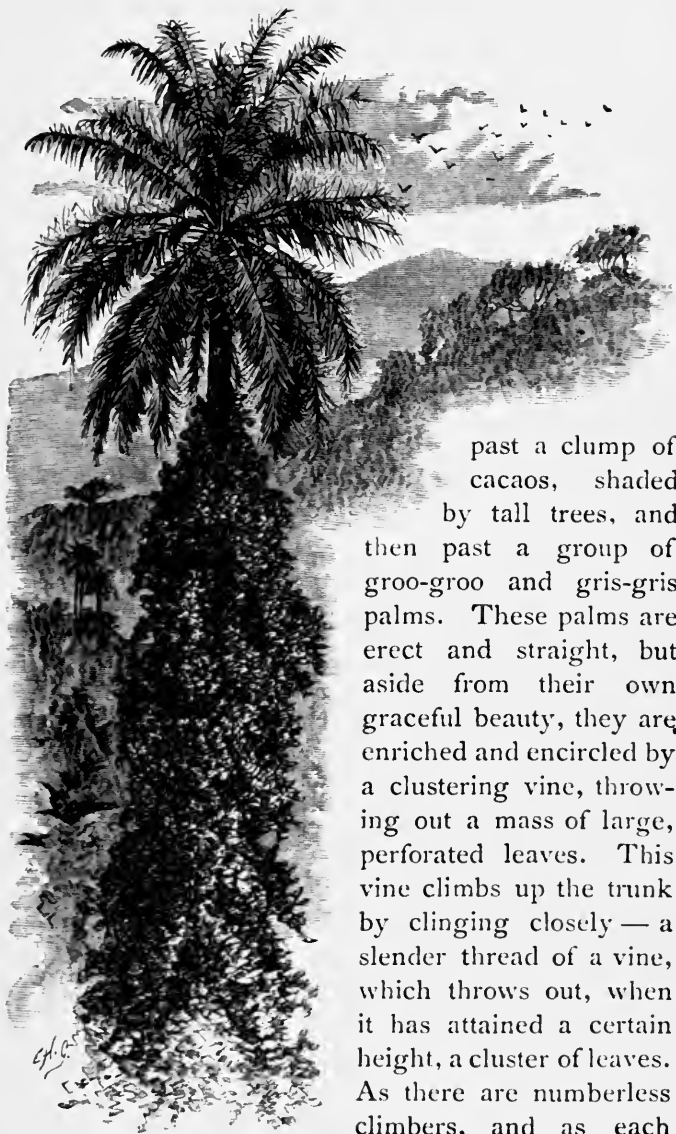 past a clump of
cacaos, shaded
by tall trees, and
then past a group of
groo-groo and gris-gris
palms. These palms are
erect and straight, but
aside from their own
graceful beauty, they are
enriched and encircled by
a clustering vine, throw-
ing out a mass of large,
perforated leaves. This
vine climbs up the trunk
by clinging closely — a
slender thread of a vine,
which throws out, when
it has attained a certain
height, a cluster of leaves.
As there are numberless
climbers, and as each